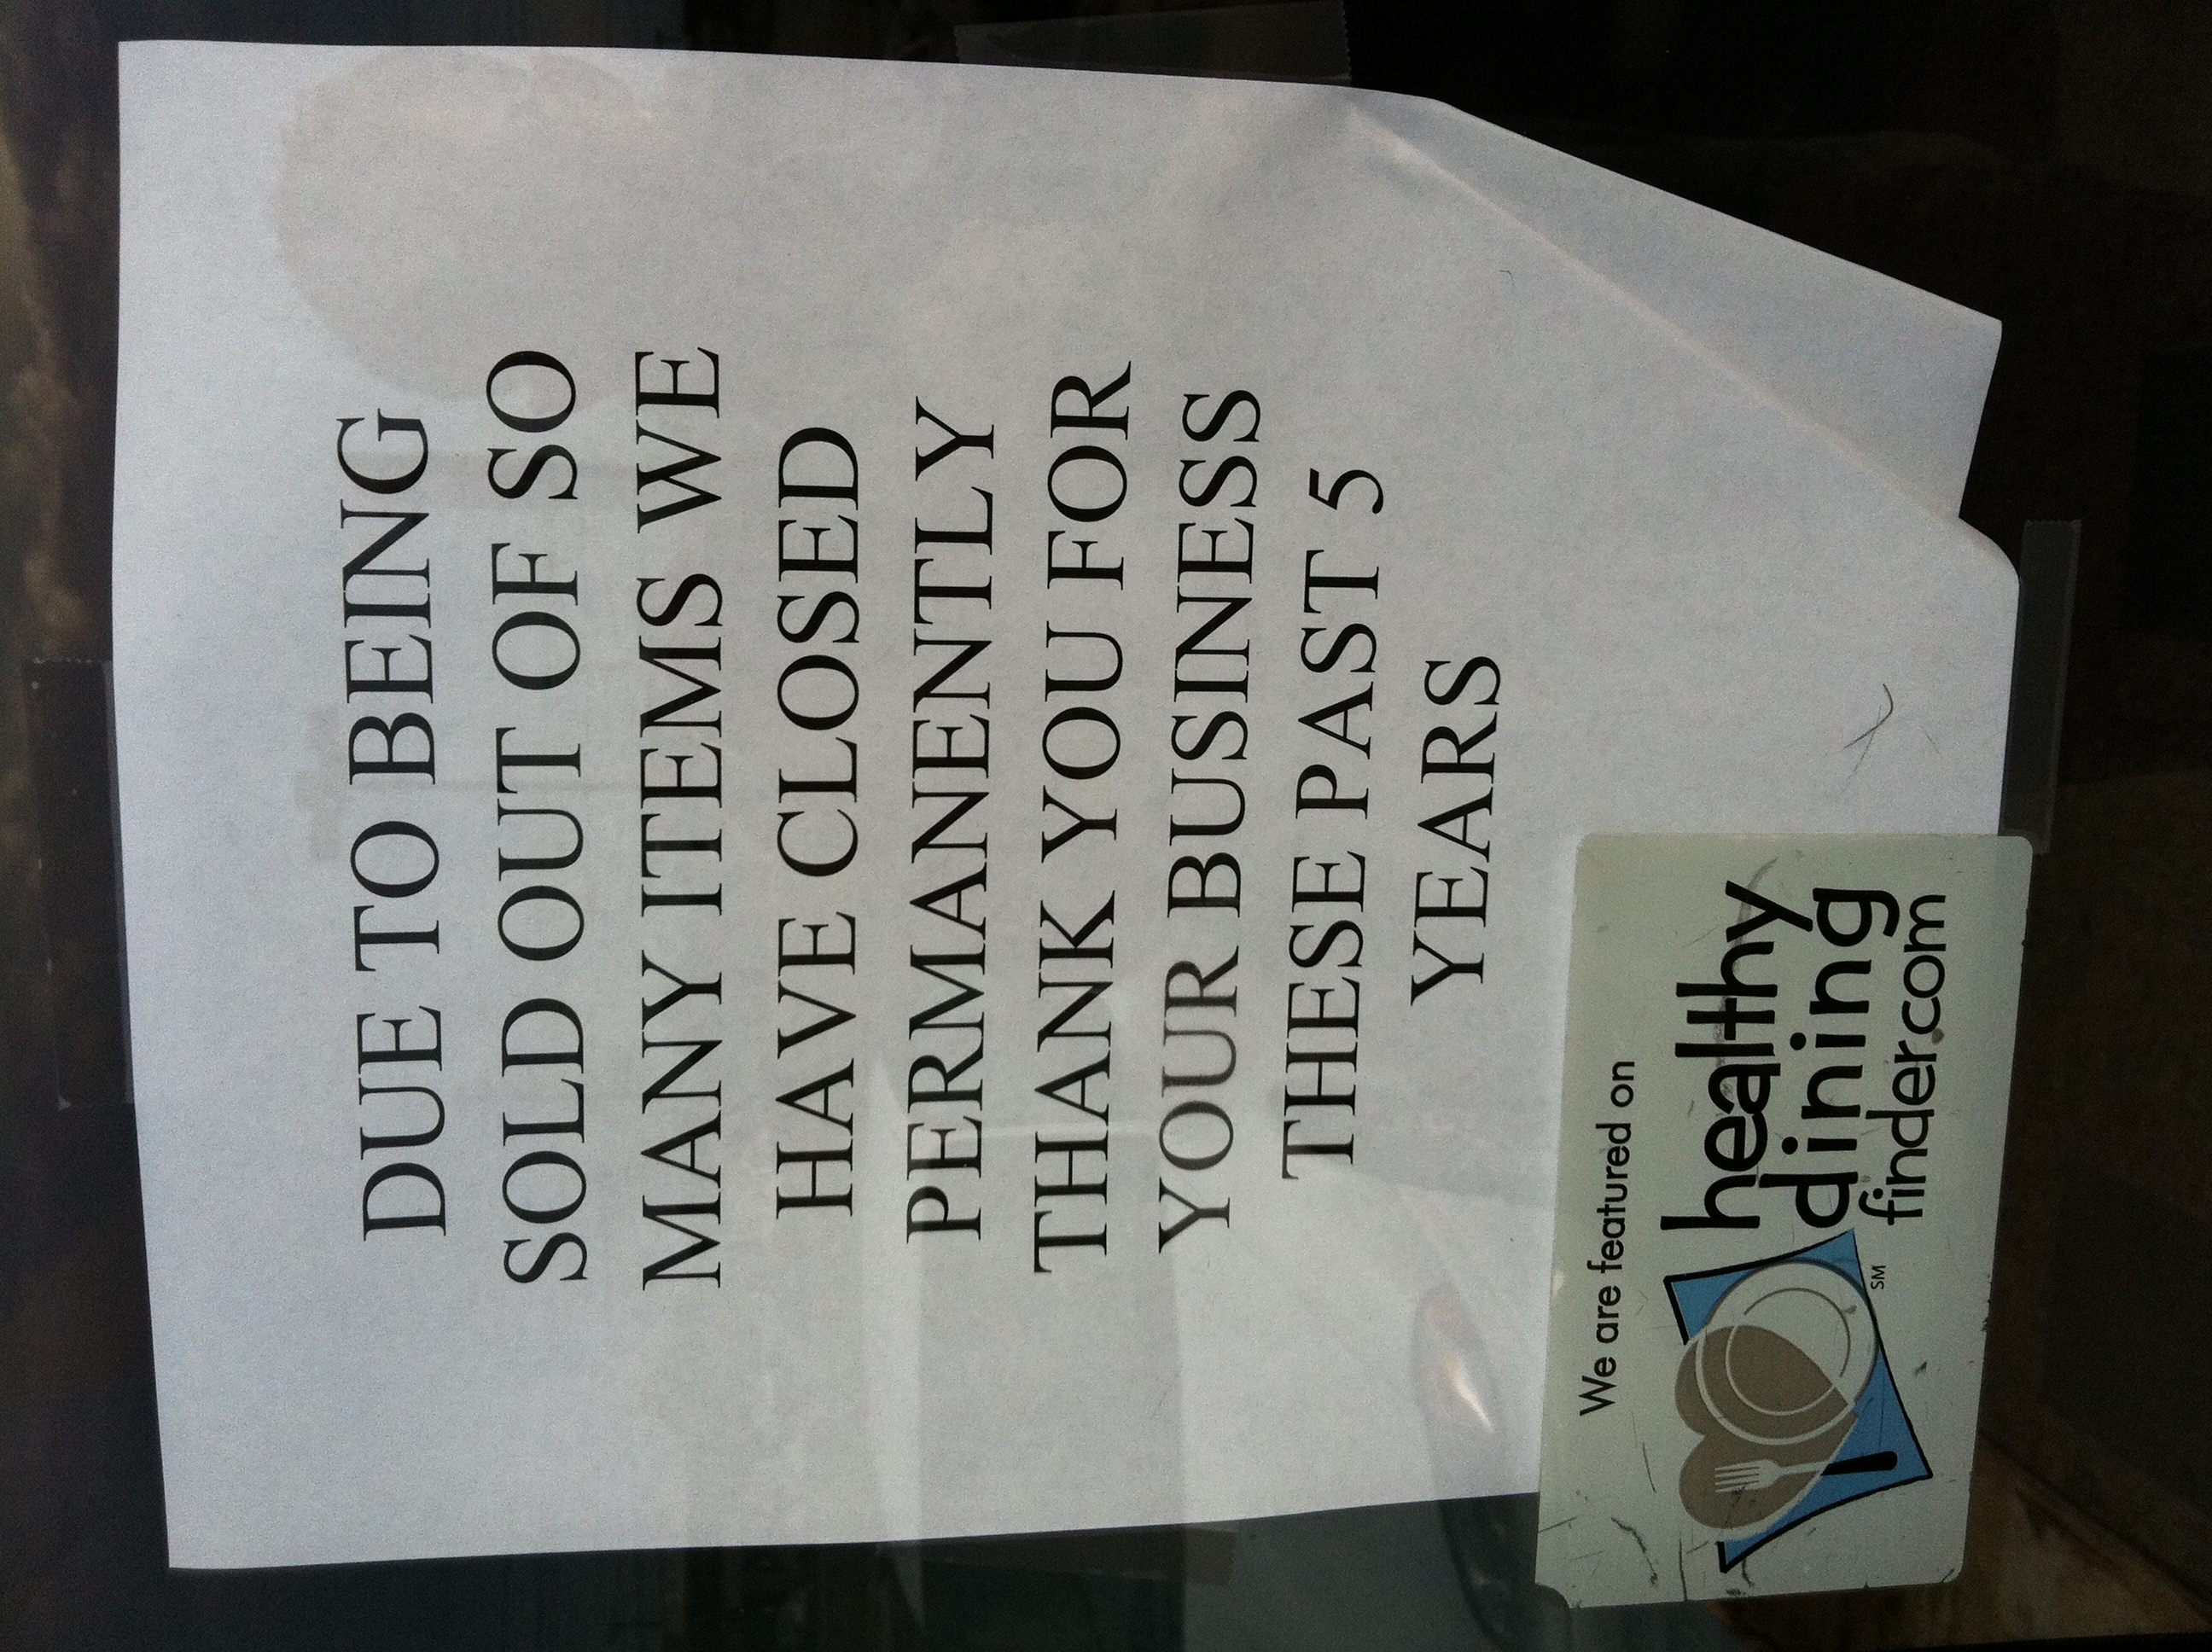 DUE TO BEING
SOLD OUT OF SO
MANY ITEMS WE
HAVE CLOSED
PERMANENTLY
THANK YOU FOR
YOUR BUSINESS
THESE PAST 5
YEARS
We are featured on
healthy
dining
finder.com
SM